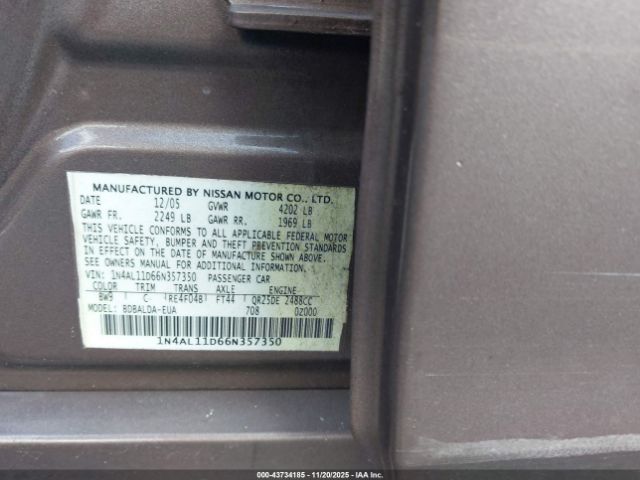 MANUFACTURED BY NISSAN MOTOR CO., LTD.
DATE 12/05 GVWR 4202 LB
GAWR FR. 2249 LB GAWR RR. 1969 LB
THIS VEHICLE CONFORMS TO ALL APPLICABLE FEDERAL MOTOR
VEHICLE SAFETY, BUMPER AND THEFT PREVENTION STANDARDS
IN EFFECT ON THE DATE OF MANUFACTURE SHOWN ABOVE.
SEE OWNERS MANUAL FOR ADDITIONAL INFORMATION.
VIN: 1N4AL11D66N357350 PASSENGER CAR
COLOR TRIM TRANS AXLE ENGINE
BW9 C RE4F04B FT44 QR25DE 2488CC
MODEL: BDBALDA-EUA 708 0Z000
1N4AL11D66N357350
000-43734185 - 11/20/2025 - IAA Inc.